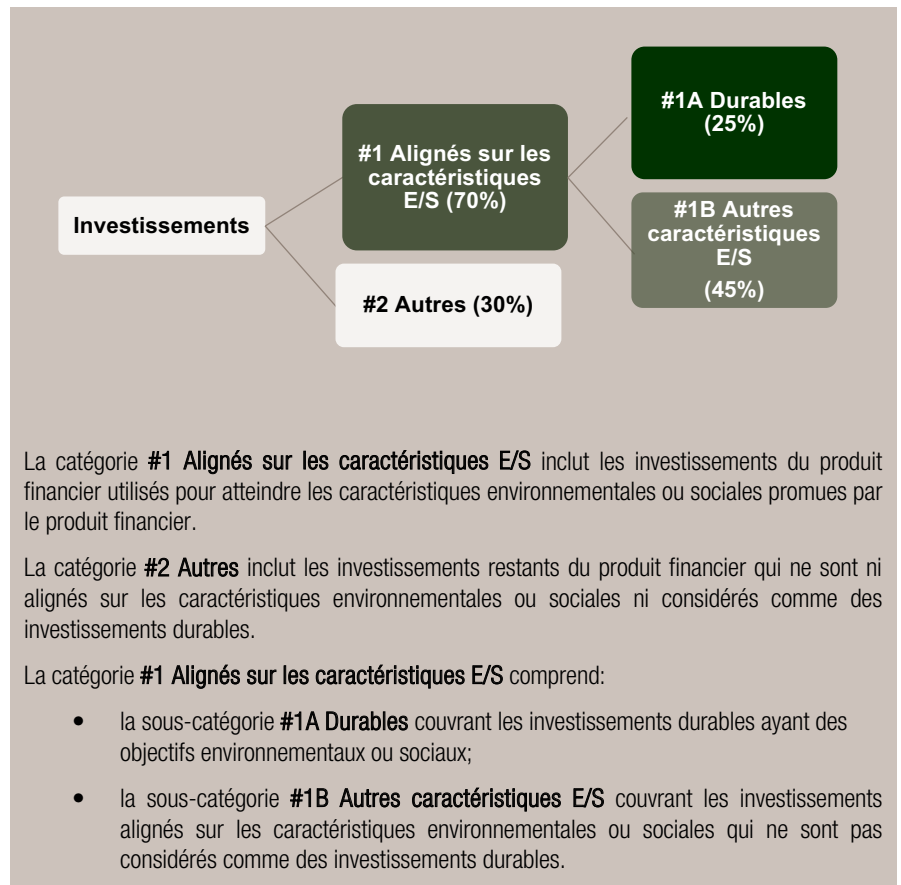 #1A Durables
(25%)
#1 Alignés sur les
caractéristiques
E/S (70%)
#1B Autres
caractéristiques
E/S
(45%)
Investissements
#2 Autres (30%)
La catégorie #1 Alignés sur les caractéristiques E/S inclut les investissements du produit
financier utilisés pour atteindre les caractéristiques environnementales ou sociales promues par
le produit financier.
La catégorie #2 Autres inclut les investissements restants du produit financier qui ne sont ni
alignés sur les caractéristiques environnementales ou sociales ni considérés comme des
investissements durables.
La catégorie #1 Alignés sur les caractéristiques E/S comprend:
• la sous-catégorie #1A Durables couvrant les investissements durables ayant des
objectifs environnementaux ou sociaux;
• la sous-catégorie #1B Autres caractéristiques E/S couvrant les investissements
alignés sur les caractéristiques environnementales ou sociales qui ne sont pas
considérés comme des investissements durables.